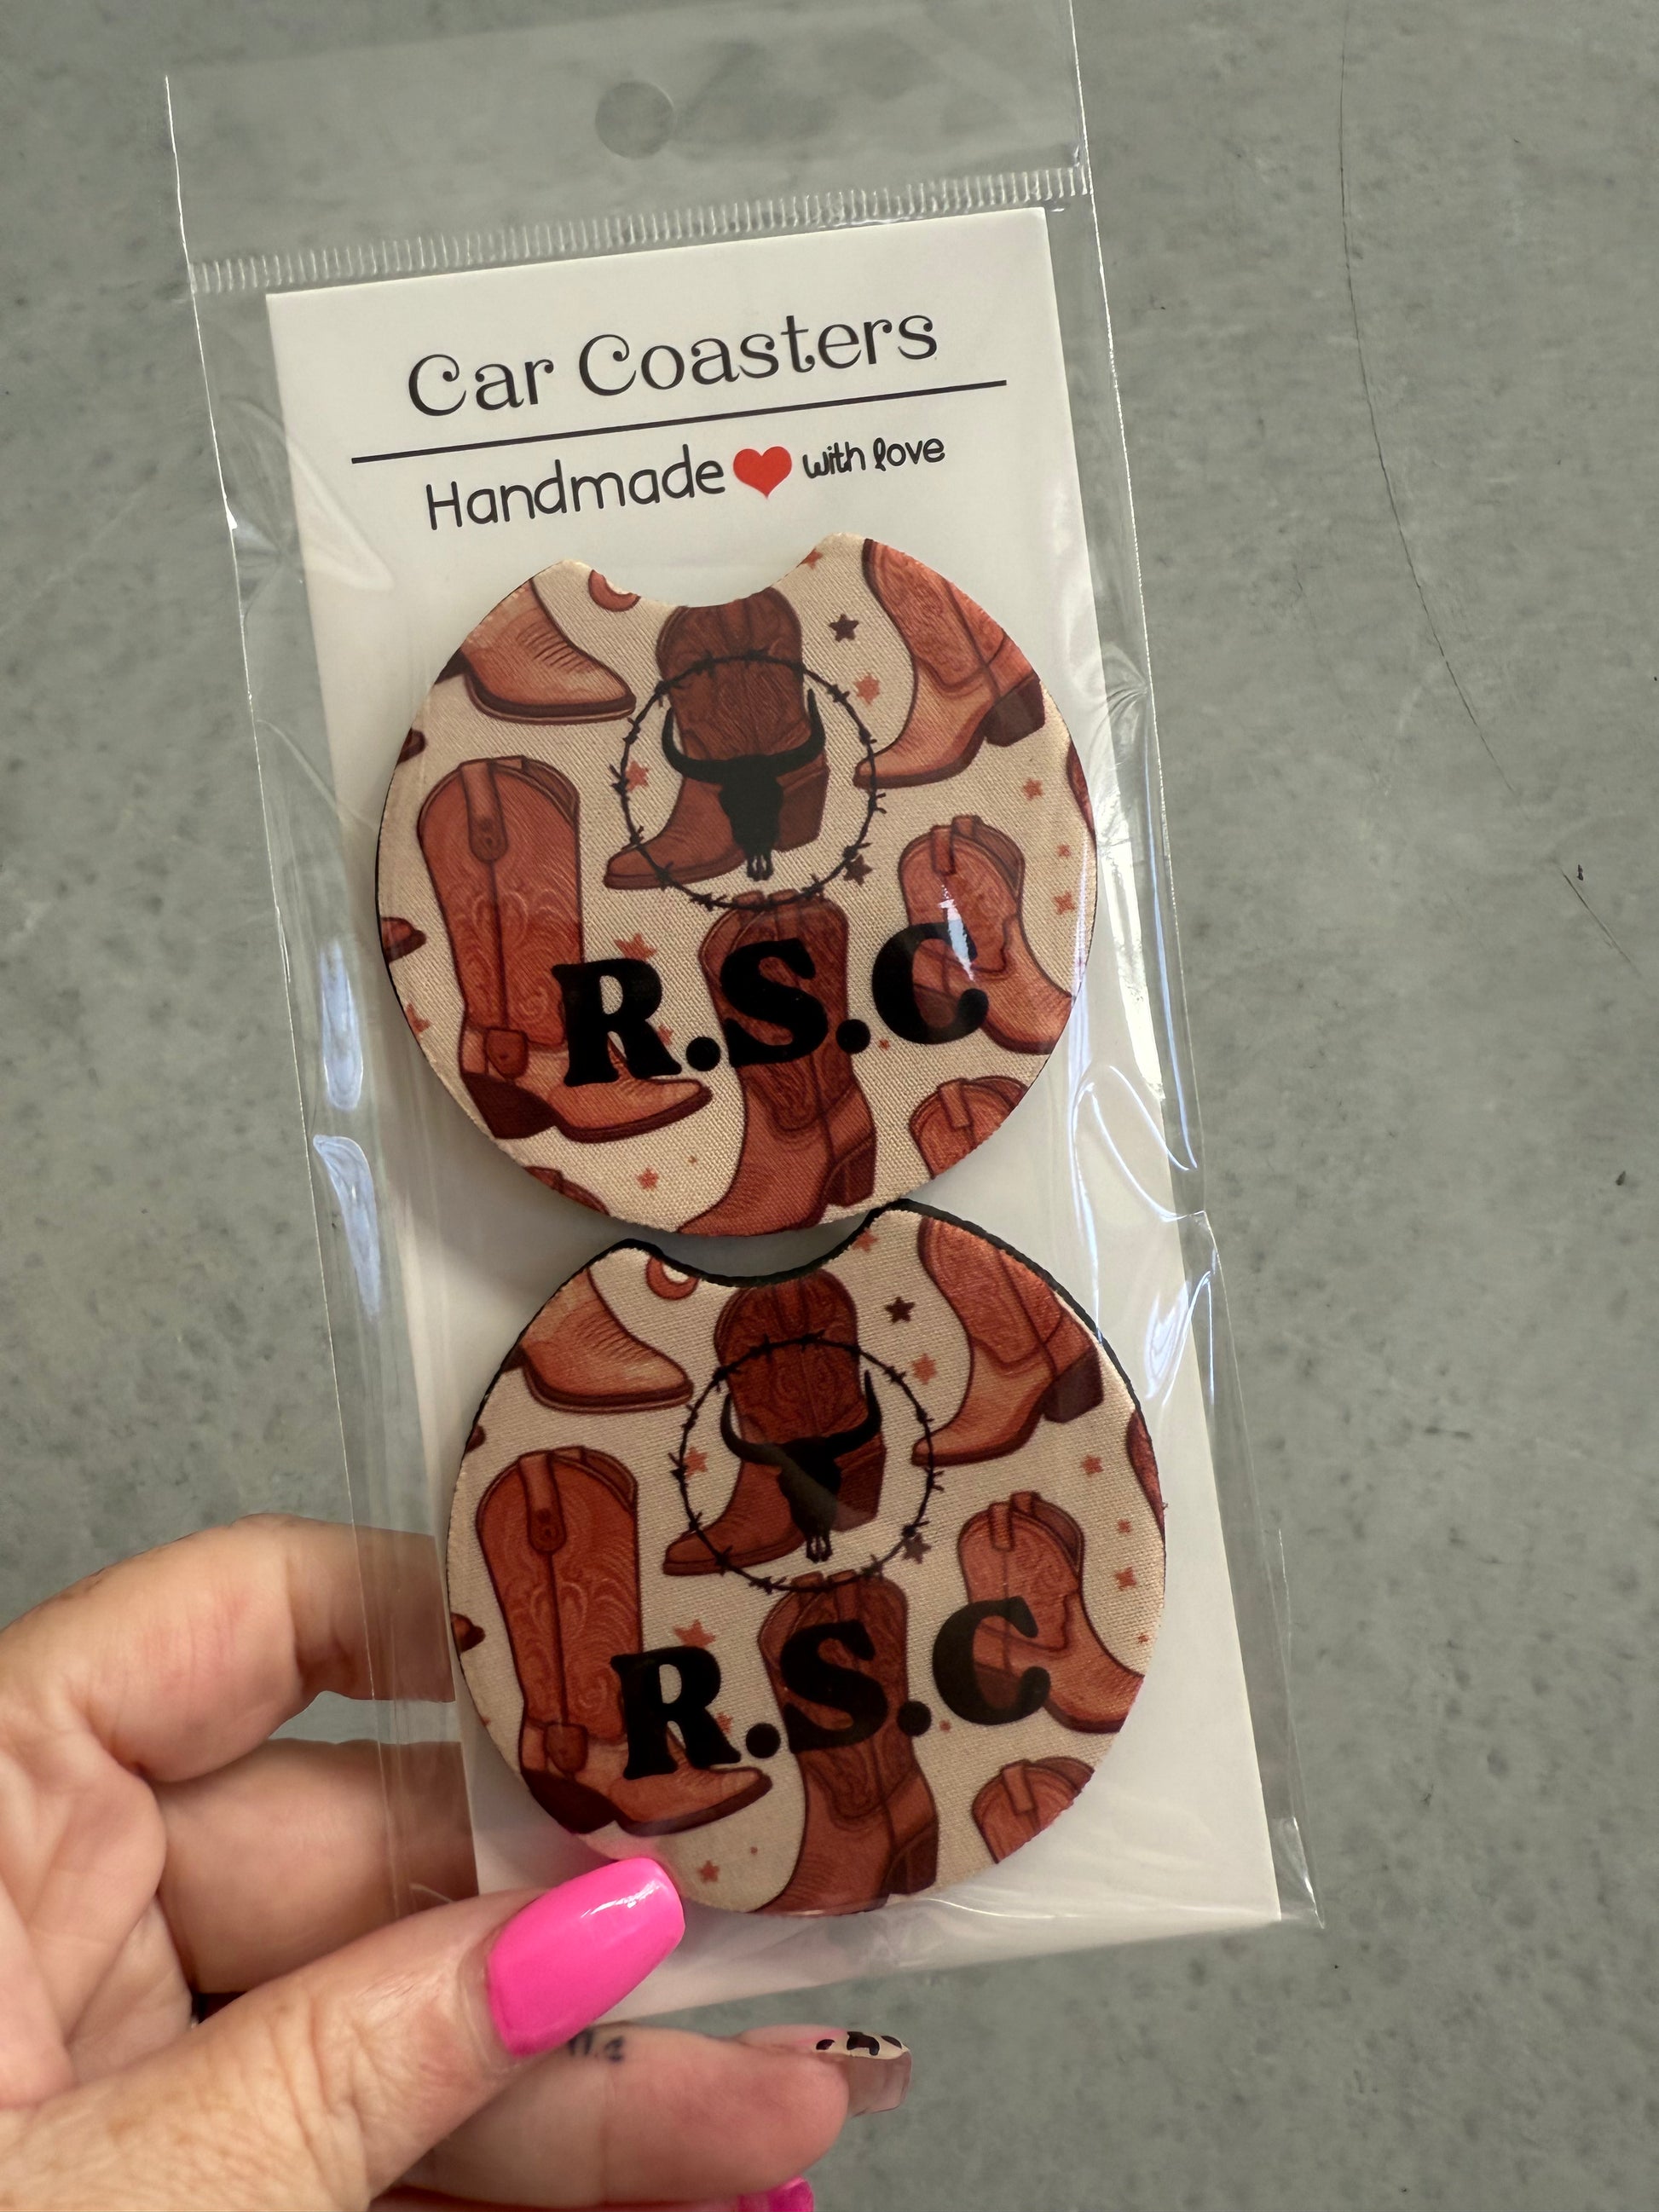 Car Coasters
Handmade with love
R.S.C
R.S.C